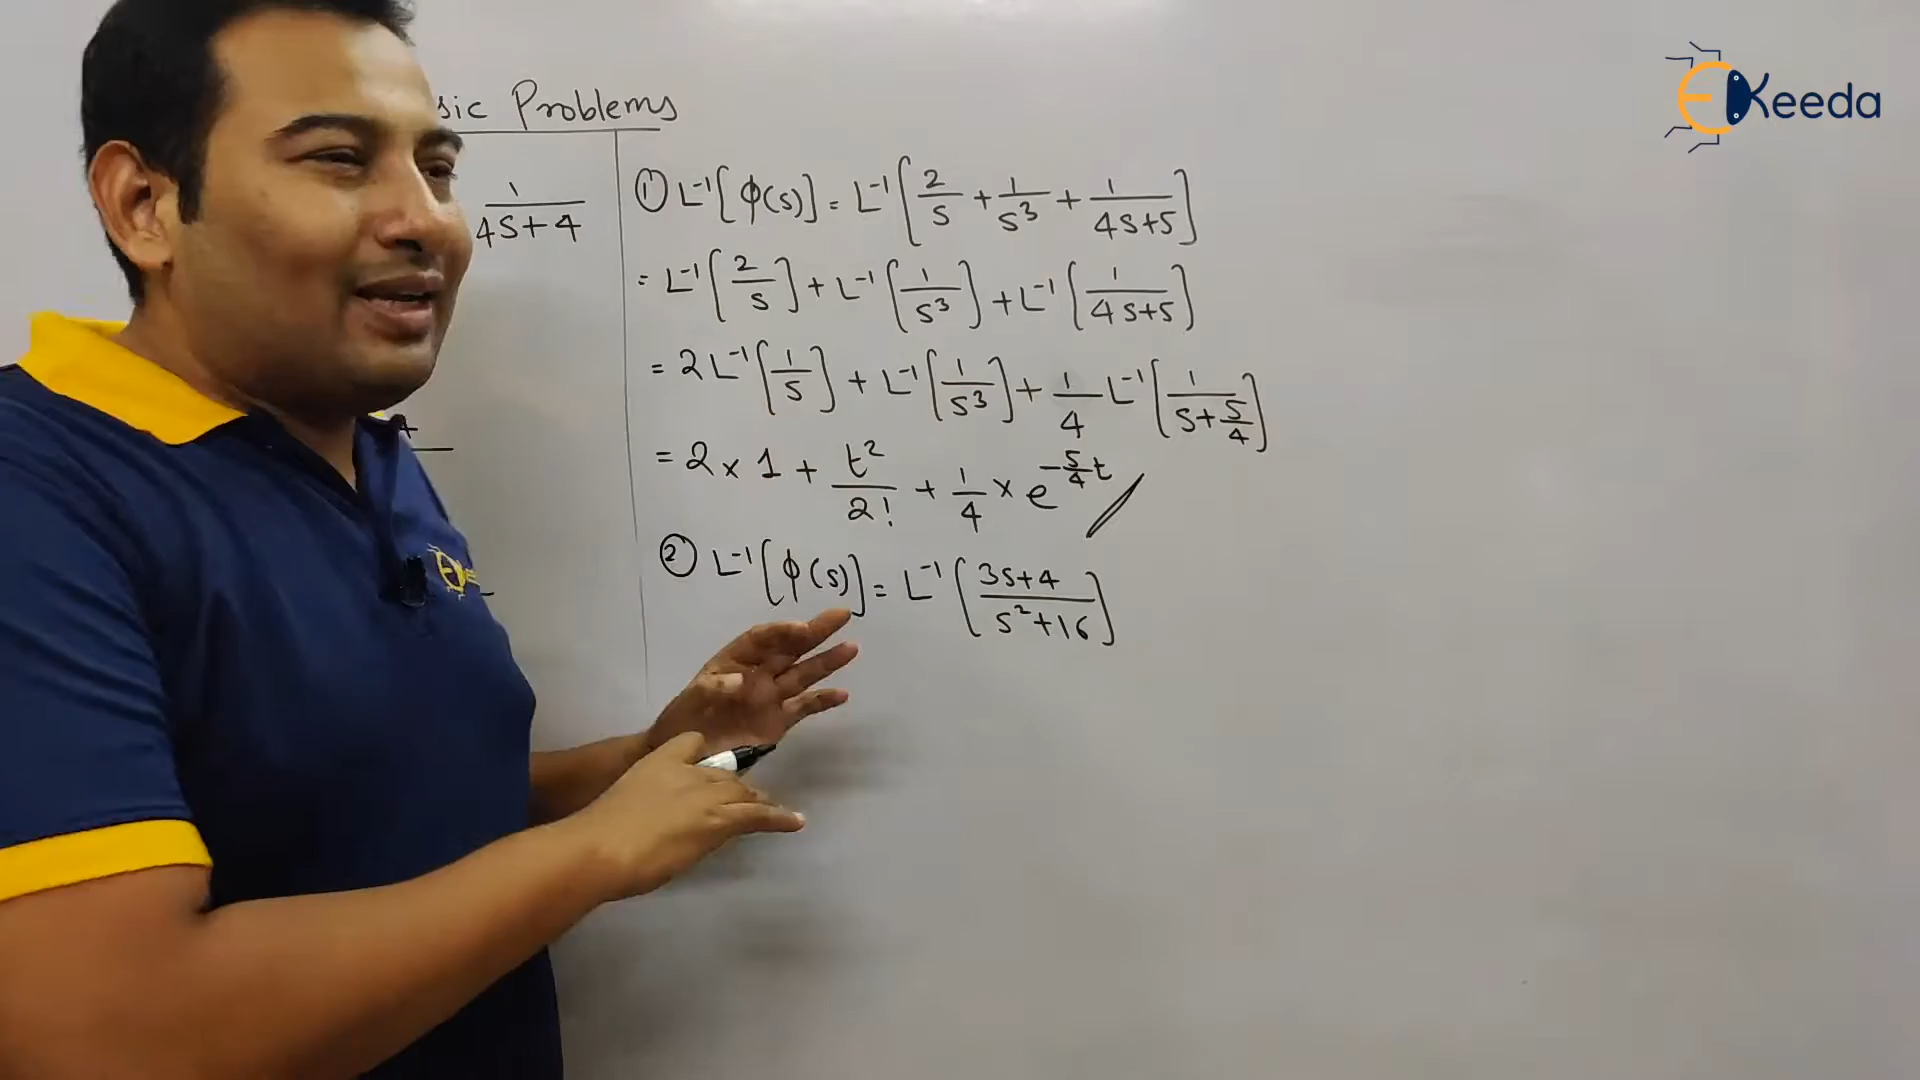 EKeeda
sic Problems
1/(4s+4)
① L⁻¹[φ(s)] = L⁻¹[2/s + 1/s³ + 1/(4s+5)]
= L⁻¹[2/s] + L⁻¹[1/s³] + L⁻¹[1/(4s+5)]
= 2L⁻¹[1/s] + L⁻¹[1/s³] + 1/4 L⁻¹[1/(s+5/4)]
= 2 × 1 + t²/2! + 1/4 × e^(-5/4 t)
② L⁻¹[φ(s)] = L⁻¹[(3s+4)/(s²+16)]